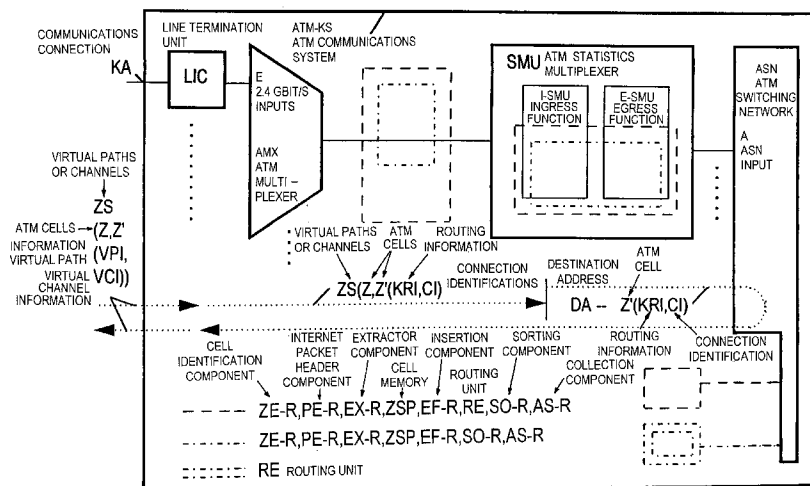 COMMUNICATIONS
CONNECTION
KA
LINE TERMINATION
UNIT
LIC
ATM-KS
ATM COMMUNICATIONS
SYSTEM
E
2.4 GBIT/S
INPUTS
AMX
ATM
MULTI-
PLEXER
SMU ATM STATISTICS
MULTIPLEXER
I-SMU
INGRESS
FUNCTION
E-SMU
EGRESS
FUNCTION
ASN
ATM
SWITCHING
NETWORK
A
ASN
INPUT
VIRTUAL PATHS
OR CHANNELS
ZS
ATM CELLS
(Z,Z'
INFORMATION
VIRTUAL PATH
(VPI,
VIRTUAL
VCI))
CHANNEL
INFORMATION
VIRTUAL PATHS
OR CHANNELS
ATM
CELLS
ROUTING
INFORMATION
ZS(Z,Z'(KRI,CI)
CONNECTION
IDENTIFICATIONS
DESTINATION
ADDRESS
ATM
CELL
DA -- Z'(KRI,CI)
ROUTING
INFORMATION
CONNECTION
IDENTIFICATION
CELL
IDENTIFICATION
COMPONENT
INTERNET
PACKET
HEADER
COMPONENT
EXTRACTOR
COMPONENT
CELL
MEMORY
INSERTION
COMPONENT
ROUTING
UNIT
SORTING
COMPONENT
COLLECTION
COMPONENT
ZE-R,PE-R,EX-R,ZSP,EF-R,RE,SO-R,AS-R
ZE-R,PE-R,EX-R,ZSP,EF-R,SO-R,AS-R
RE ROUTING UNIT